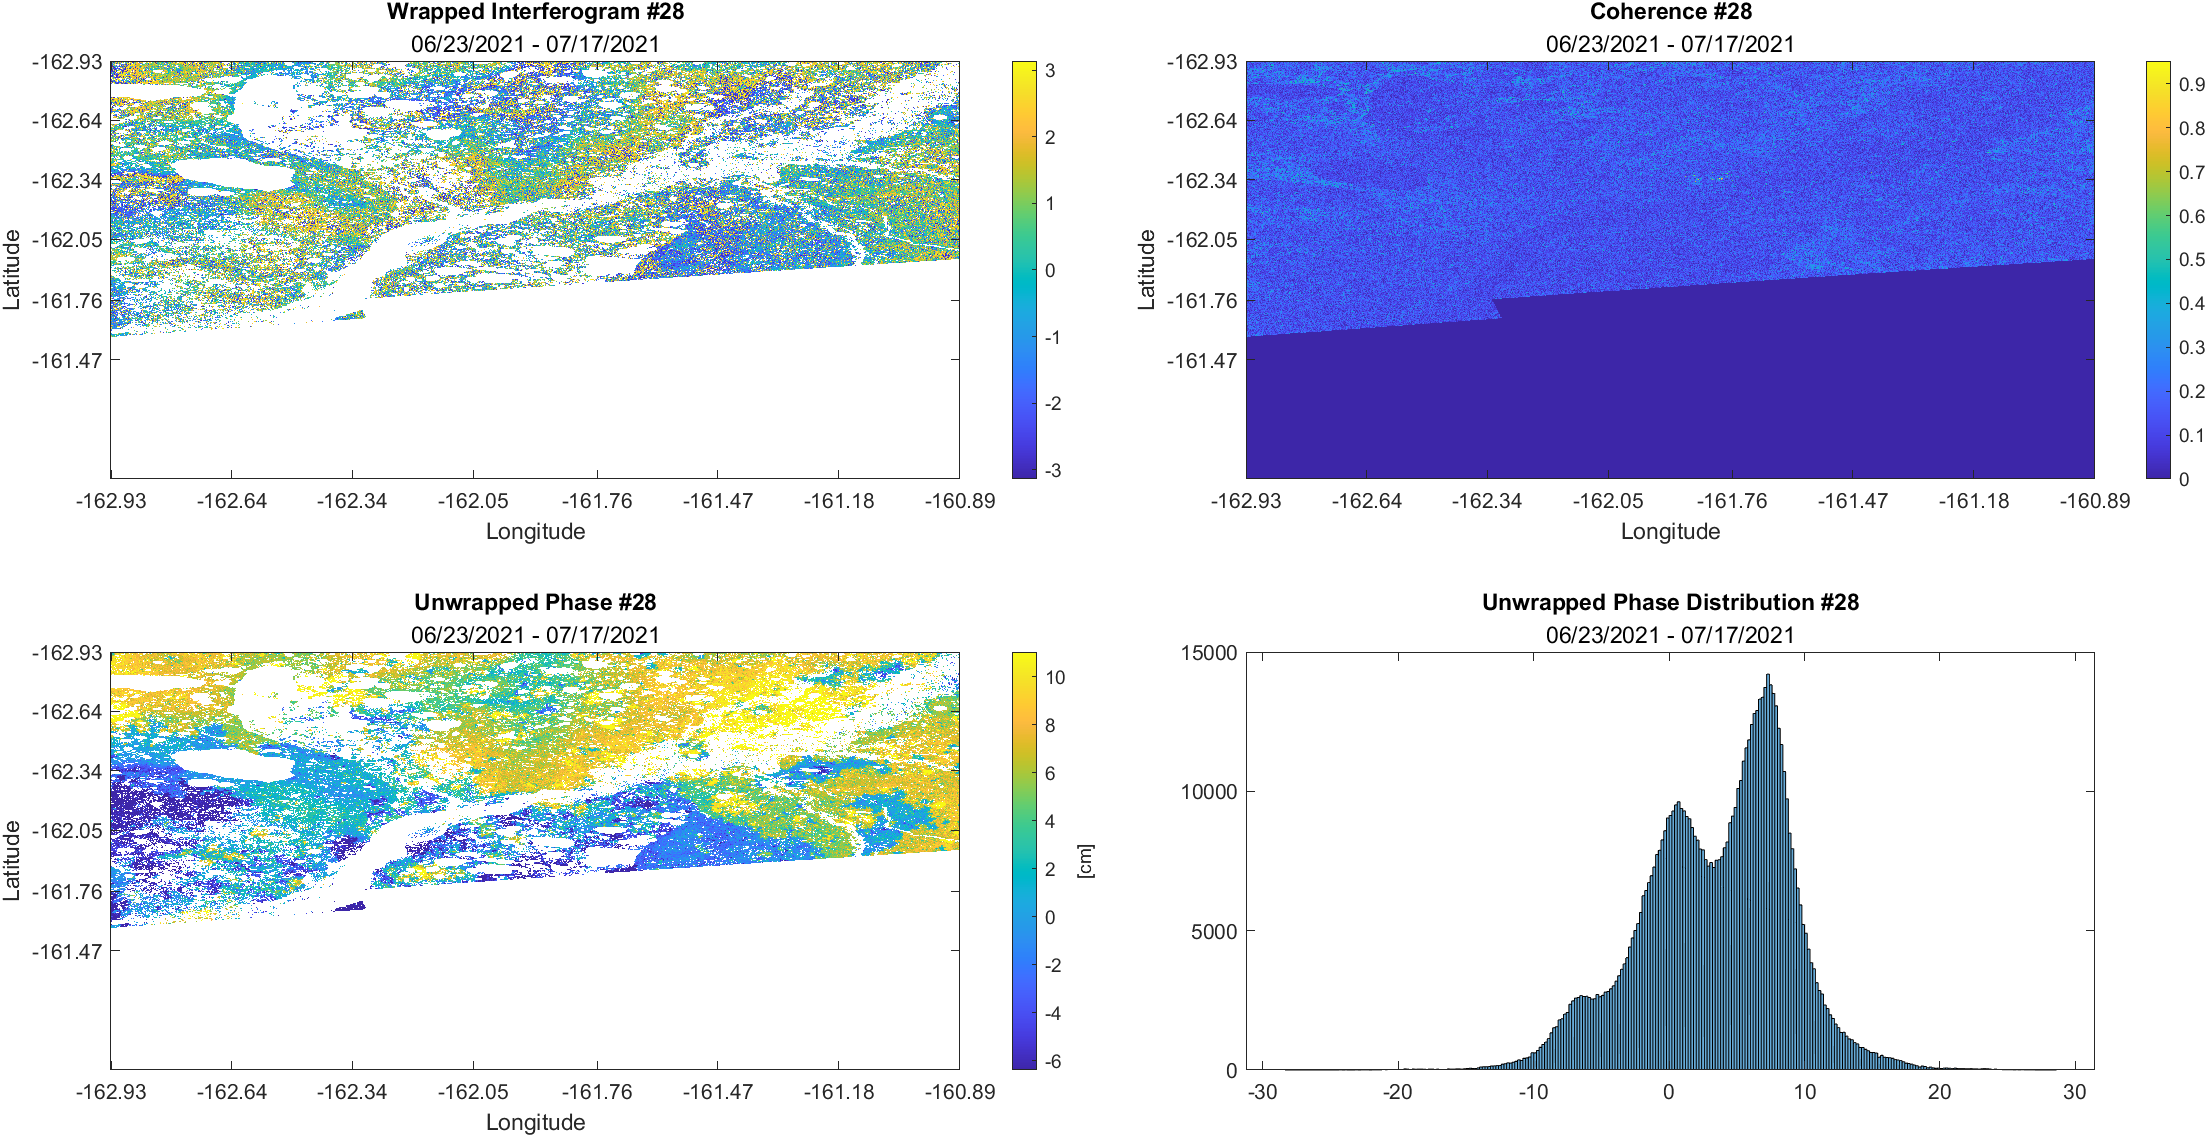 Wrapped Interferogram #28
06/23/2021 - 07/17/2021
-162.93
-162.64
-162.34
-162.05
-161.76
-161.47
Latitude
-162.93 -162.64 -162.34 -162.05 -161.76 -161.47 -161.18 -160.89
Longitude
3
2
1
0
-1
-2
-3
Coherence #28
06/23/2021 - 07/17/2021
-162.93
-162.64
-162.34
-162.05
-161.76
-161.47
Latitude
-162.93 -162.64 -162.34 -162.05 -161.76 -161.47 -161.18 -160.89
Longitude
0.9
0.8
0.7
0.6
0.5
0.4
0.3
0.2
0.1
0
Unwrapped Phase #28
06/23/2021 - 07/17/2021
-162.93
-162.64
-162.34
-162.05
-161.76
-161.47
Latitude
-162.93 -162.64 -162.34 -162.05 -161.76 -161.47 -161.18 -160.89
Longitude
10
8
6
4
2
0
-2
-4
-6
[cm]
Unwrapped Phase Distribution #28
06/23/2021 - 07/17/2021
15000
10000
5000
0
-30 -20 -10 0 10 20 30